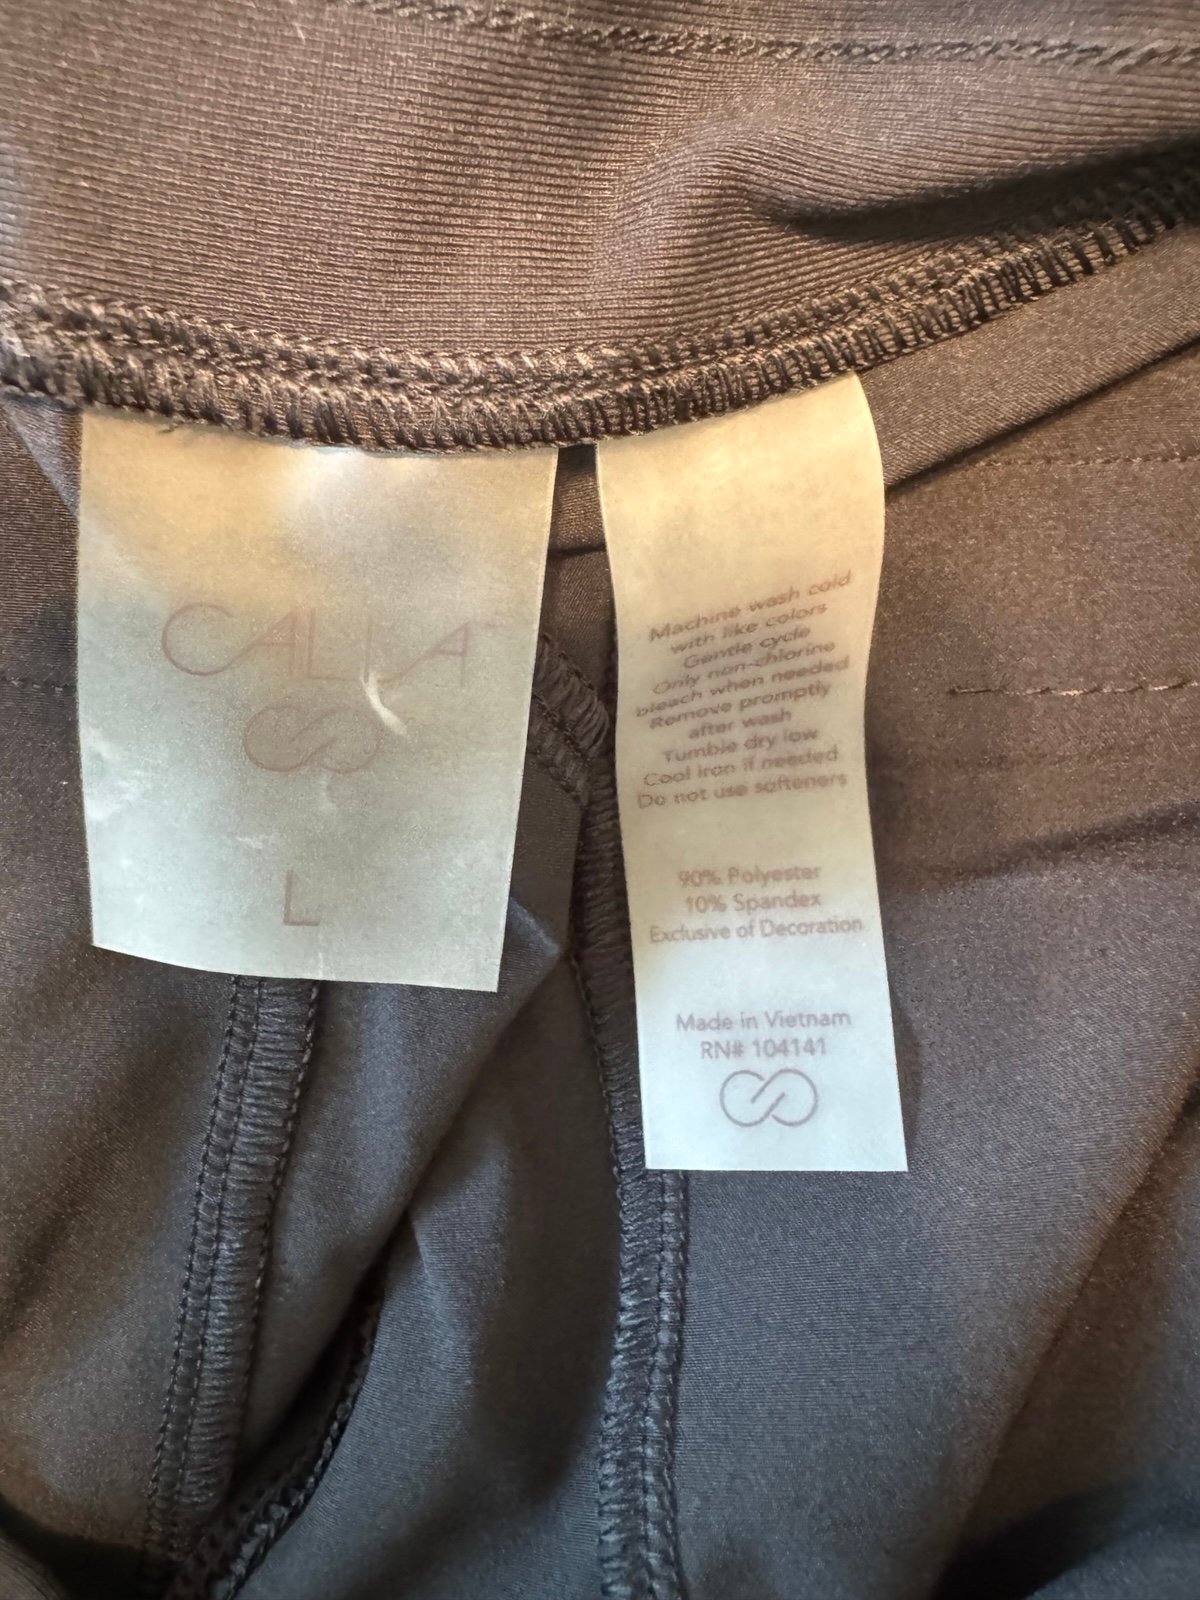 CALIA
L
Machine wash cold
with like colors
Gentle cycle
Only non-chlorine
bleach when needed
Remove promptly
after wash
Tumble dry low
Cool iron if needed
Do not use softeners
90% Polyester
10% Spandex
Exclusive of Decoration
Made in Vietnam
RN# 104141